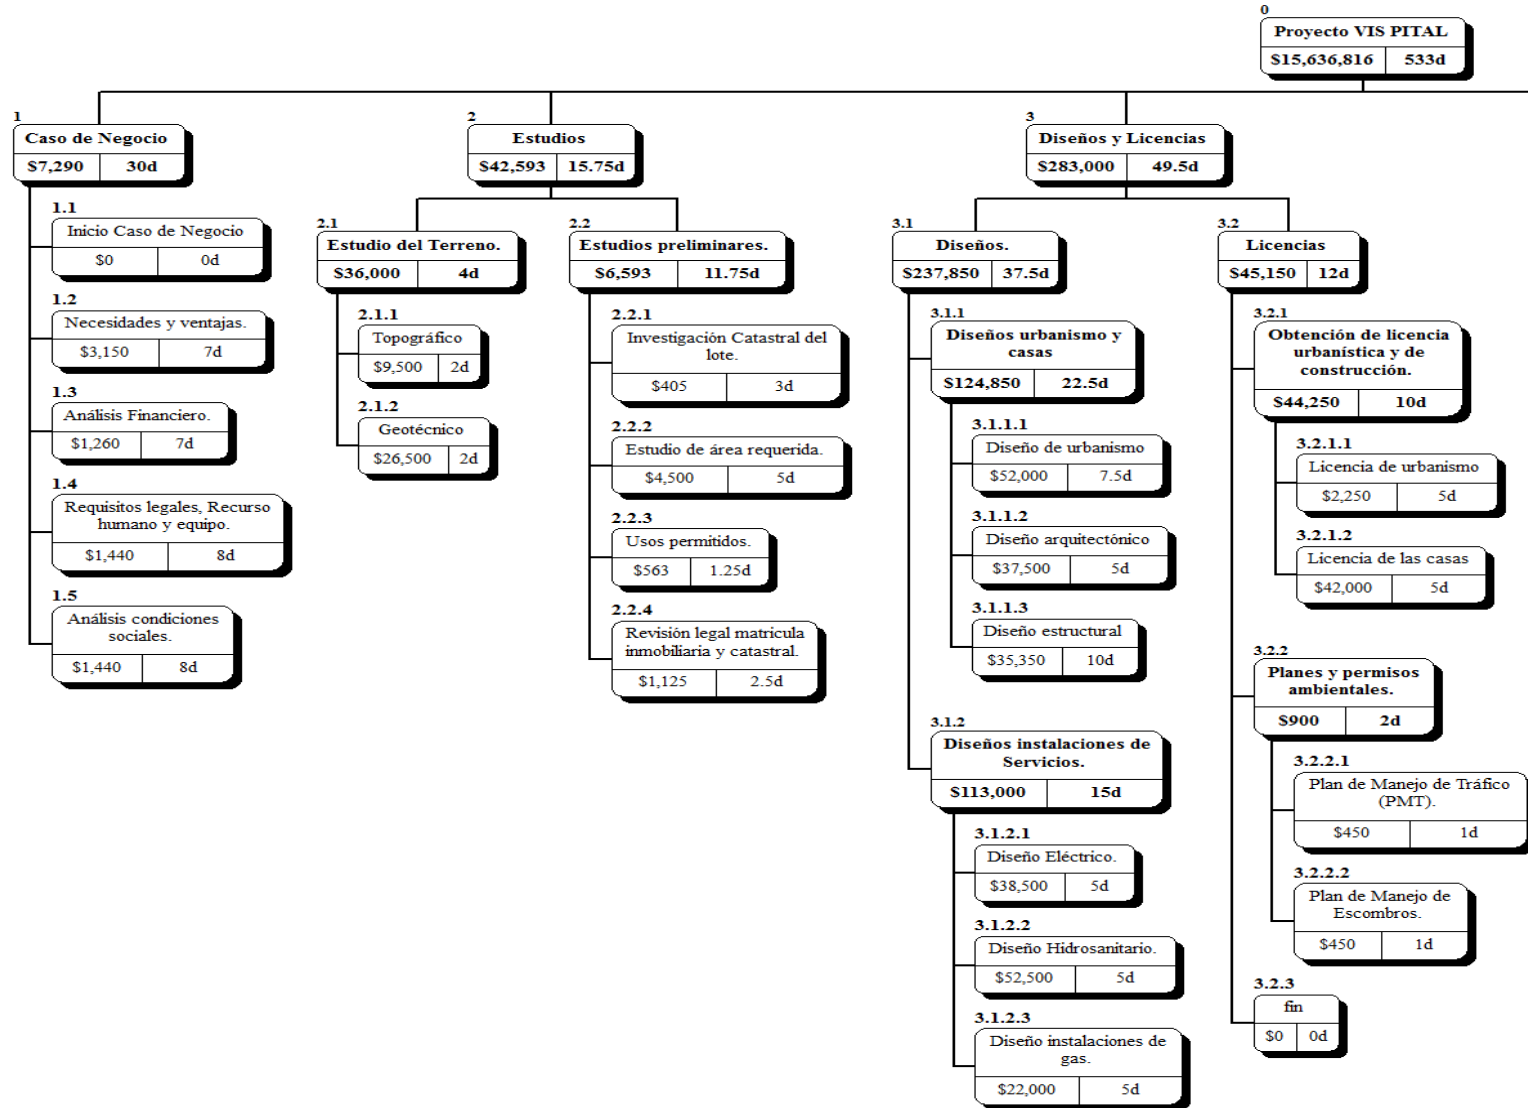 0
Proyecto VIS PITAL
$15,636,816 533d
1
Caso de Negocio
$7,290 30d
1.1
Inicio Caso de Negocio
$0 0d
1.2
Necesidades y ventajas.
$3,150 7d
1.3
Análisis Financiero.
$1,260 7d
1.4
Requisitos legales, Recurso
humano y equipo.
$1,440 8d
1.5
Análisis condiciones
sociales.
$1,440 8d
2
Estudios
$42,593 15.75d
2.1
Estudio del Terreno.
$36,000 4d
2.1.1
Topográfico
$9,500 2d
2.1.2
Geotécnico
$26,500 2d
2.2
Estudios preliminares.
$6,593 11.75d
2.2.1
Investigación Catastral del
lote.
$405 3d
2.2.2
Estudio de área requerida.
$4,500 5d
2.2.3
Usos permitidos.
$563 1.25d
2.2.4
Revisión legal matricula
inmobiliaria y catastral.
$1,125 2.5d
3
Diseños y Licencias
$283,000 49.5d
3.1
Diseños.
$237,850 37.5d
3.1.1
Diseños urbanismo y
casas
$124,850 22.5d
3.1.1.1
Diseño de urbanismo
$52,000 7.5d
3.1.1.2
Diseño arquitectónico
$37,500 5d
3.1.1.3
Diseño estructural
$35,350 10d
3.1.2
Diseños instalaciones de
Servicios.
$113,000 15d
3.1.2.1
Diseño Eléctrico.
$38,500 5d
3.1.2.2
Diseño Hidrosanitario.
$52,500 5d
3.1.2.3
Diseño instalaciones de
gas.
$22,000 5d
3.2
Licencias
$45,150 12d
3.2.1
Obtención de licencia
urbanística y de
construcción.
$44,250 10d
3.2.1.1
Licencia de urbanismo
$2,250 5d
3.2.1.2
Licencia de las casas
$42,000 5d
3.2.2
Planes y permisos
ambientales.
$900 2d
3.2.2.1
Plan de Manejo de Tráfico
(PMT).
$450 1d
3.2.2.2
Plan de Manejo de
Escombros.
$450 1d
3.2.3
fin
$0 0d